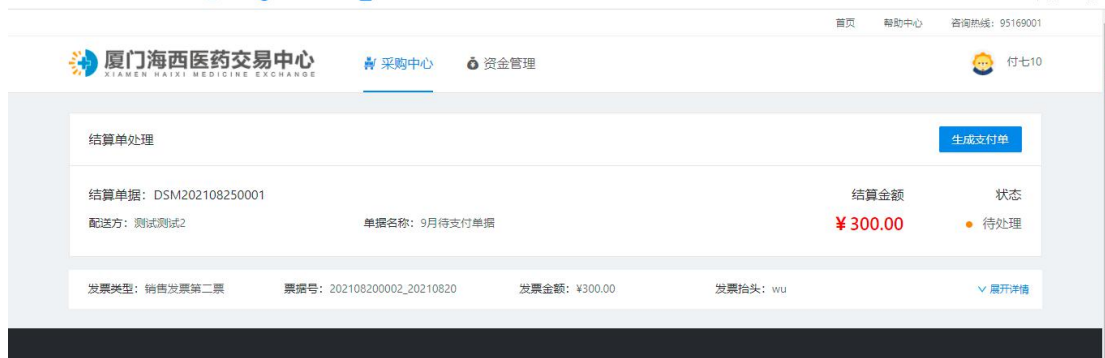 首页 帮助中心 咨询热线：95169001
厦门海西医药交易中心 采购中心 资金管理 付七10
XIAMEN HAIXI MEDICINE EXCHANGE
结算单处理 生成支付单
结算单据：DSM202108250001 结算金额 状态
配送方：测试测试2 单据名称：9月待支付单据 ¥300.00 待处理
发票类型：销售发票第二票 票据号：202108200002_20210820 发票金额：¥300.00 发票抬头：wu 展开详情